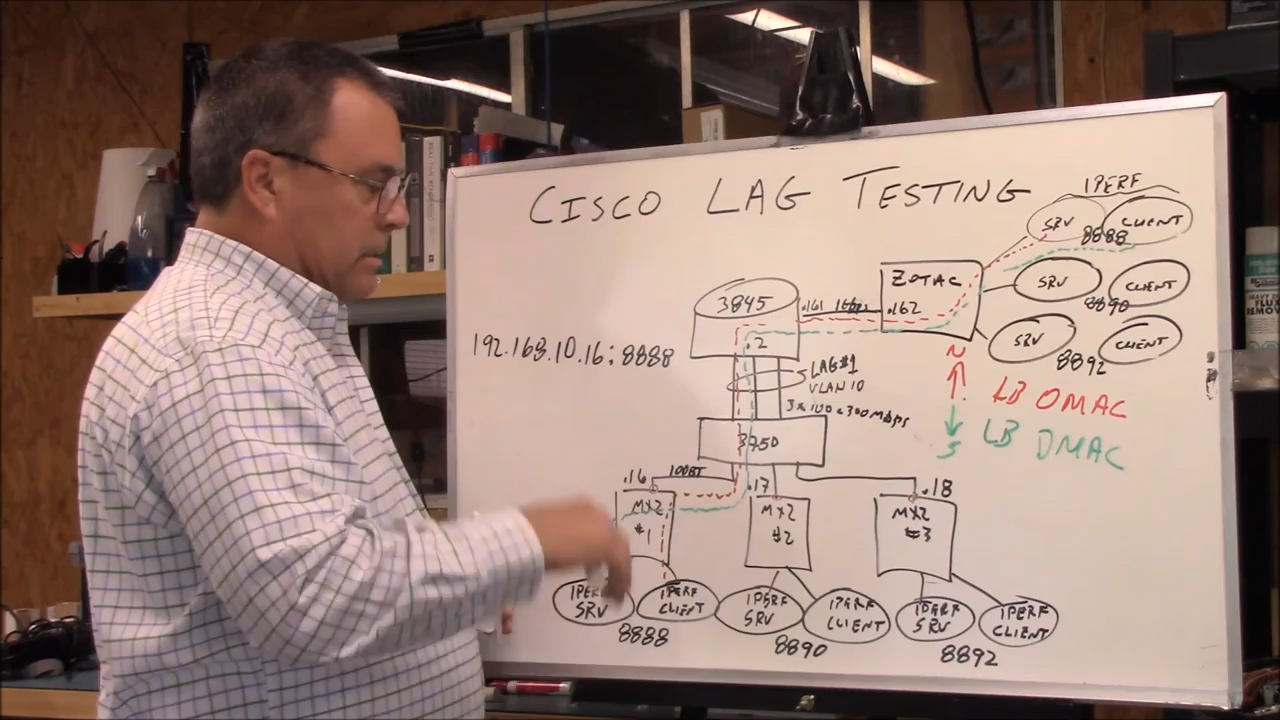 CISCO LAG TESTING
IPERF
SRV CLIENT
8888
ZOTAC
SRV CLIENT
8890
.162
SRV CLIENT
8892
3845
.161
.2
192.168.10.16:8888
LAG#1
VLAN 10
3x100=300Mbps
N
LB DMAC
S
LB DMAC
3750
.16 100BT .17 .18
MX2
#1
MX2
#2
MX2
#3
IPERF
SRV
IPERF
CLIENT
8888
IPERF
SRV
IPERF
CLIENT
8890
IPERF
SRV
IPERF
CLIENT
8892